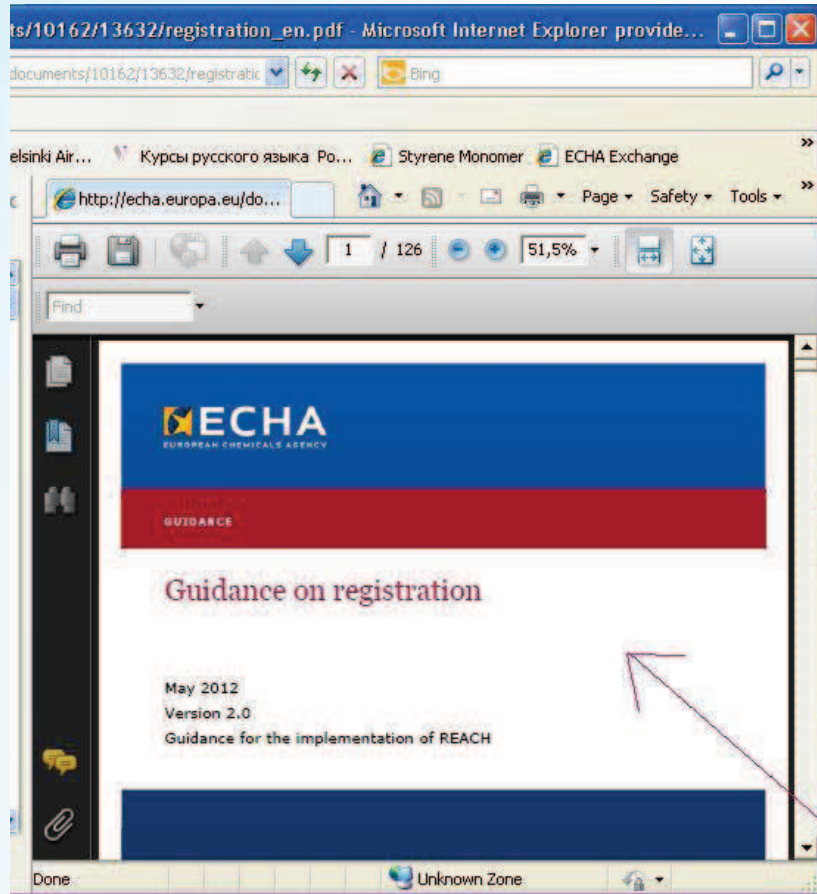 ts/10162/13632/registration_en.pdf - Microsoft Internet Explorer provide...
documents/10162/13632/registratic
Bing
elsinki Air... Курсы русского языка Ро... Styrene Monomer ECHA Exchange
http://echa.europa.eu/do... Page Safety Tools
1 / 126 51,5%
Find
ECHA
EUROPEAN CHEMICALS AGENCY
GUIDANCE
Guidance on registration
May 2012
Version 2.0
Guidance for the implementation of REACH
Done Unknown Zone